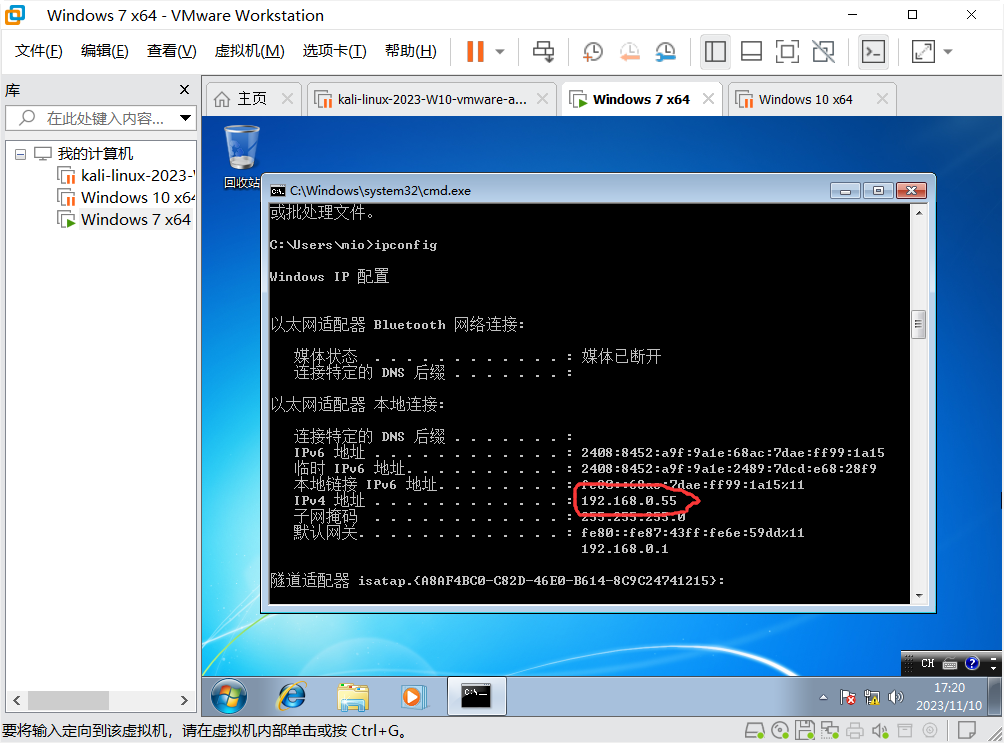 Windows 7 x64 - VMware Workstation
文件(F) 编辑(E) 查看(V) 虚拟机(M) 选项卡(T) 帮助(H)
库
在此处键入内容...
主页
kali-linux-2023-W10-vmware-a...
Windows 7 x64
Windows 10 x64
我的计算机
kali-linux-2023-
Windows 10 x64
Windows 7 x64
回收站
C:\Windows\system32\cmd.exe
或批处理文件。
C:\Users\mio>ipconfig
Windows IP 配置
以太网适配器 Bluetooth 网络连接:
媒体状态 . . . . . . . . . . . . : 媒体已断开
连接特定的 DNS 后缀 . . . . . . . :
以太网适配器 本地连接:
连接特定的 DNS 后缀 . . . . . . . :
IPv6 地址 . . . . . . . . . . . . : 2408:8452:a9f:9a1e:68ac:7dae:ff99:1a15
临时 IPv6 地址. . . . . . . . . . : 2408:8452:a9f:9a1e:2489:7dcd:e68:28f9
本地链接 IPv6 地址. . . . . . . . : fe80::68ac:7dae:ff99:1a15%11
IPv4 地址 . . . . . . . . . . . . : 192.168.0.55
子网掩码 . . . . . . . . . . . . : 255.255.255.0
默认网关. . . . . . . . . . . . . : fe80::fe87:43ff:fe6e:59dd%11
192.168.0.1
隧道适配器 isatap.{A8AF4BC0-C82D-46E0-B614-8C9C24741215}:
CH
17:20
2023/11/10
要将输入定向到该虚拟机，请在虚拟机内部单击或按 Ctrl+G。